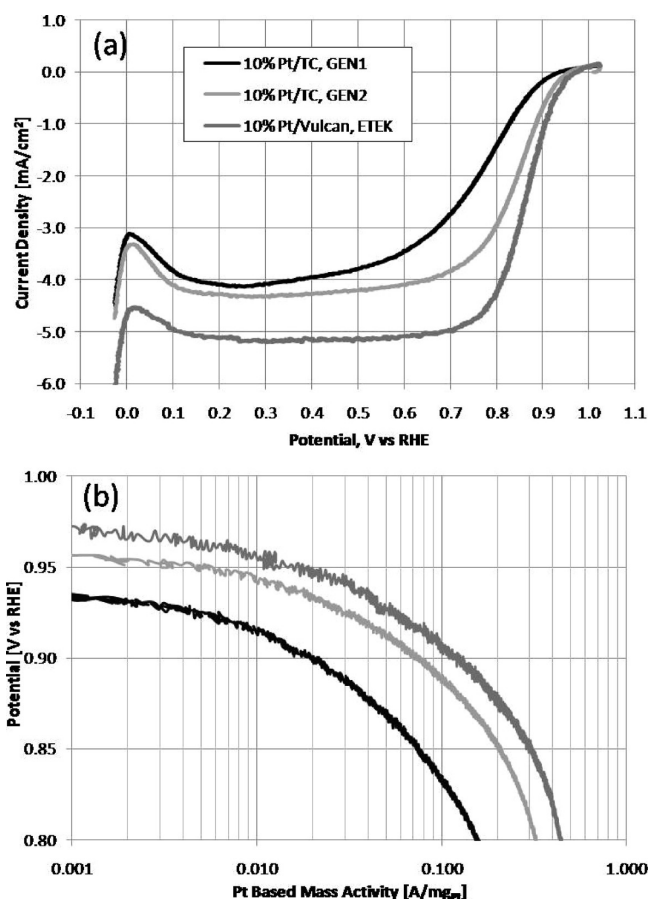 (a)
1.0
0.0
-1.0
-2.0
-3.0
-4.0
-5.0
-6.0
Current Density [mA/cm²]
10% Pt/TC, GEN1
10% Pt/TC, GEN2
10% Pt/Vulcan, ETEK
-0.1 0.0 0.1 0.2 0.3 0.4 0.5 0.6 0.7 0.8 0.9 1.0 1.1
Potential, V vs RHE
(b)
1.00
0.95
0.90
0.85
0.80
Potential [V vs RHE]
0.001 0.010 0.100 1.000
Pt Based Mass Activity [A/mg